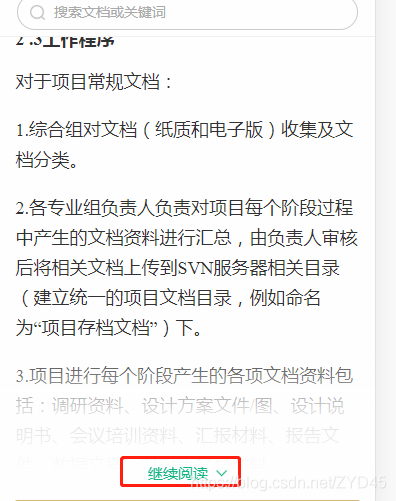 搜索文档或关键词
2 .3工作程序
对于项目常规文档：
1.综合组对文档（纸质和电子版）收集及文
档分类。
2.各专业组负责人负责对项目每个阶段过程
中产生的文档资料进行汇总，由负责人审核
后将相关文档上传到SVN服务器相关目录
（建立统一的项目文档目录，例如命名
为“项目存档文档”）下。
3.项目进行每个阶段产生的各项文档资料包
括：调研资料、设计方案文件/图、设计说
明书、会议培训资料、汇报材料、报告文
继续阅读
https://blog.csdn.net/ZYD45